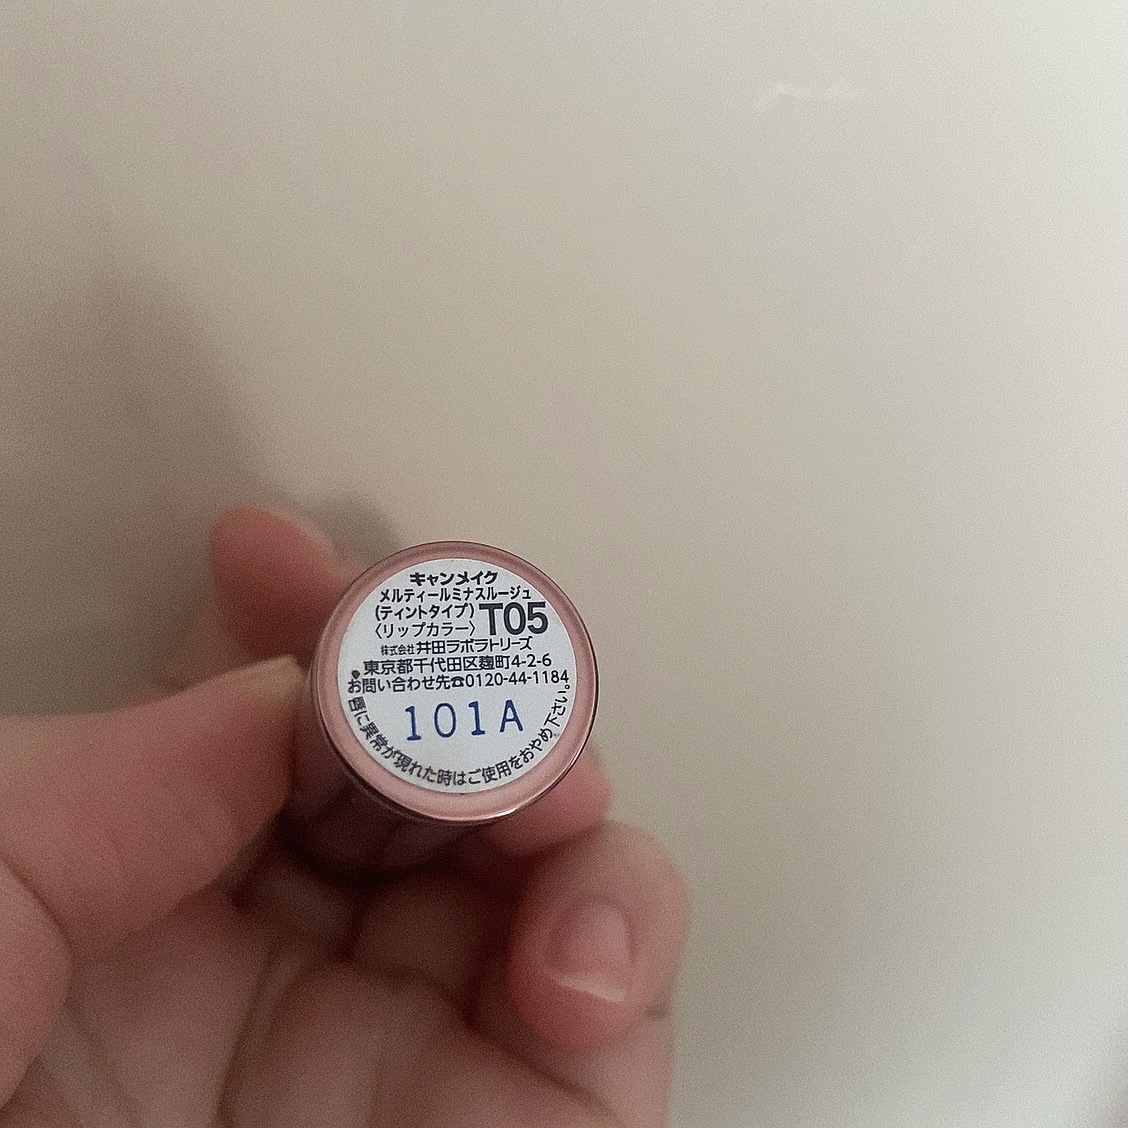 キャンメイク
メルティールミナスルージュ
(ティントタイプ)
〈リップカラー〉 T05
株式会社 井田ラボラトリーズ
東京都千代田区麹町4-2-6
お問い合わせ先☎0120-44-1184
101A
唇に異常が現れた時はご使用をおやめ下さい。